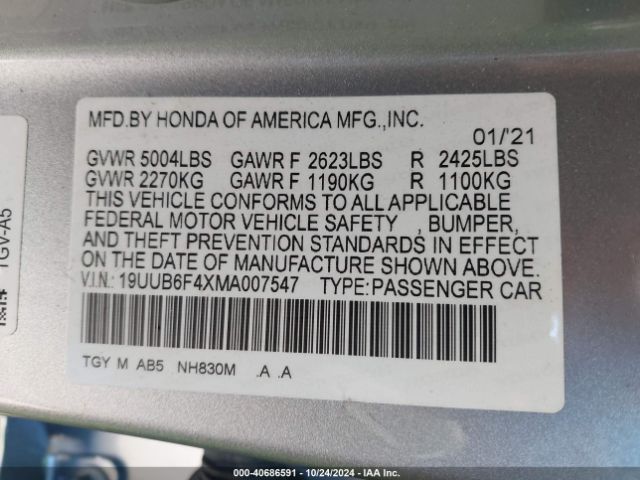 MFD.BY HONDA OF AMERICA MFG.,INC.
01/'21
GVWR 5004LBS GAWR F 2623LBS R 2425LBS
GVWR 2270KG GAWR F 1190KG R 1100KG
THIS VEHICLE CONFORMS TO ALL APPLICABLE
FEDERAL MOTOR VEHICLE SAFETY , BUMPER,
AND THEFT PREVENTION STANDARDS IN EFFECT
ON THE DATE OF MANUFACTURE SHOWN ABOVE.
V.I.N.: 19UUB6F4XMA007547 TYPE:PASSENGER CAR
TGY M AB5 NH830M .A .A
TGV-A5
000-40686591 - 10/24/2024 - IAA Inc.